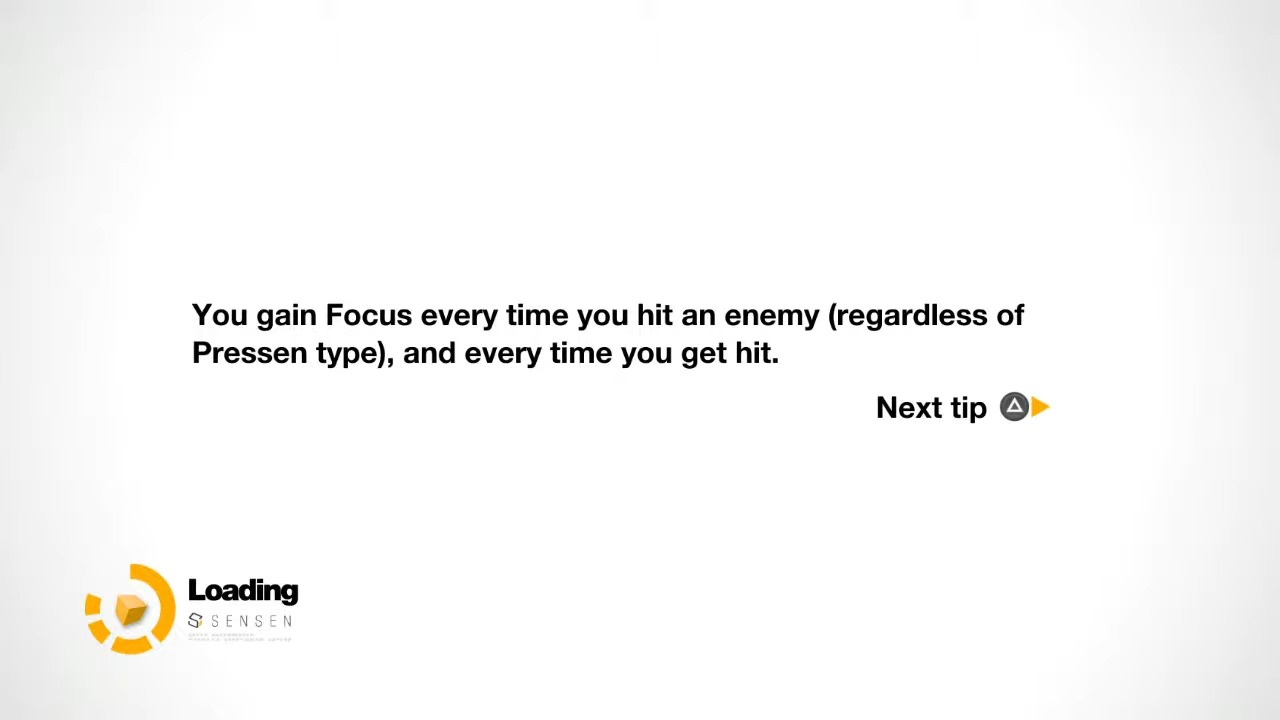 You gain Focus every time you hit an enemy (regardless of
Pressen type), and every time you get hit.
Next tip
Loading
SENSEN